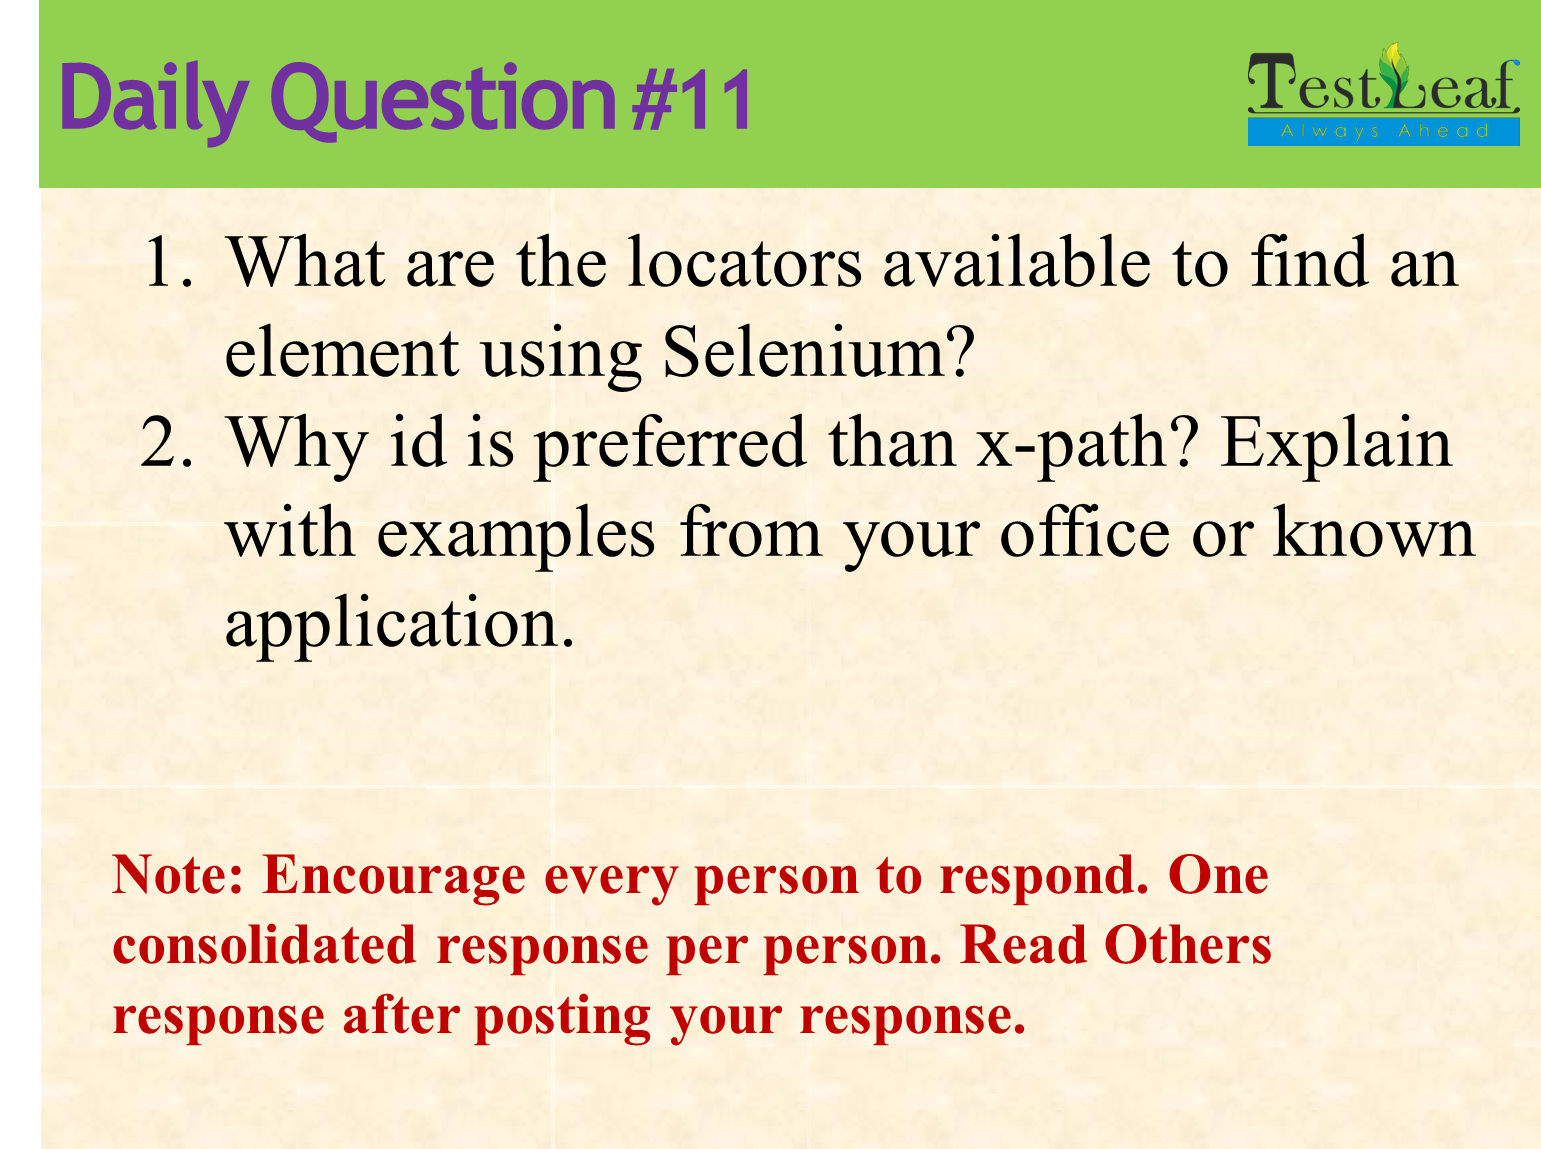 Daily Question #11
TestLeaf
Always Ahead
1. What are the locators available to find an
element using Selenium?
2. Why id is preferred than x-path? Explain
with examples from your office or known
application.
Note: Encourage every person to respond. One
consolidated response per person. Read Others
response after posting your response.